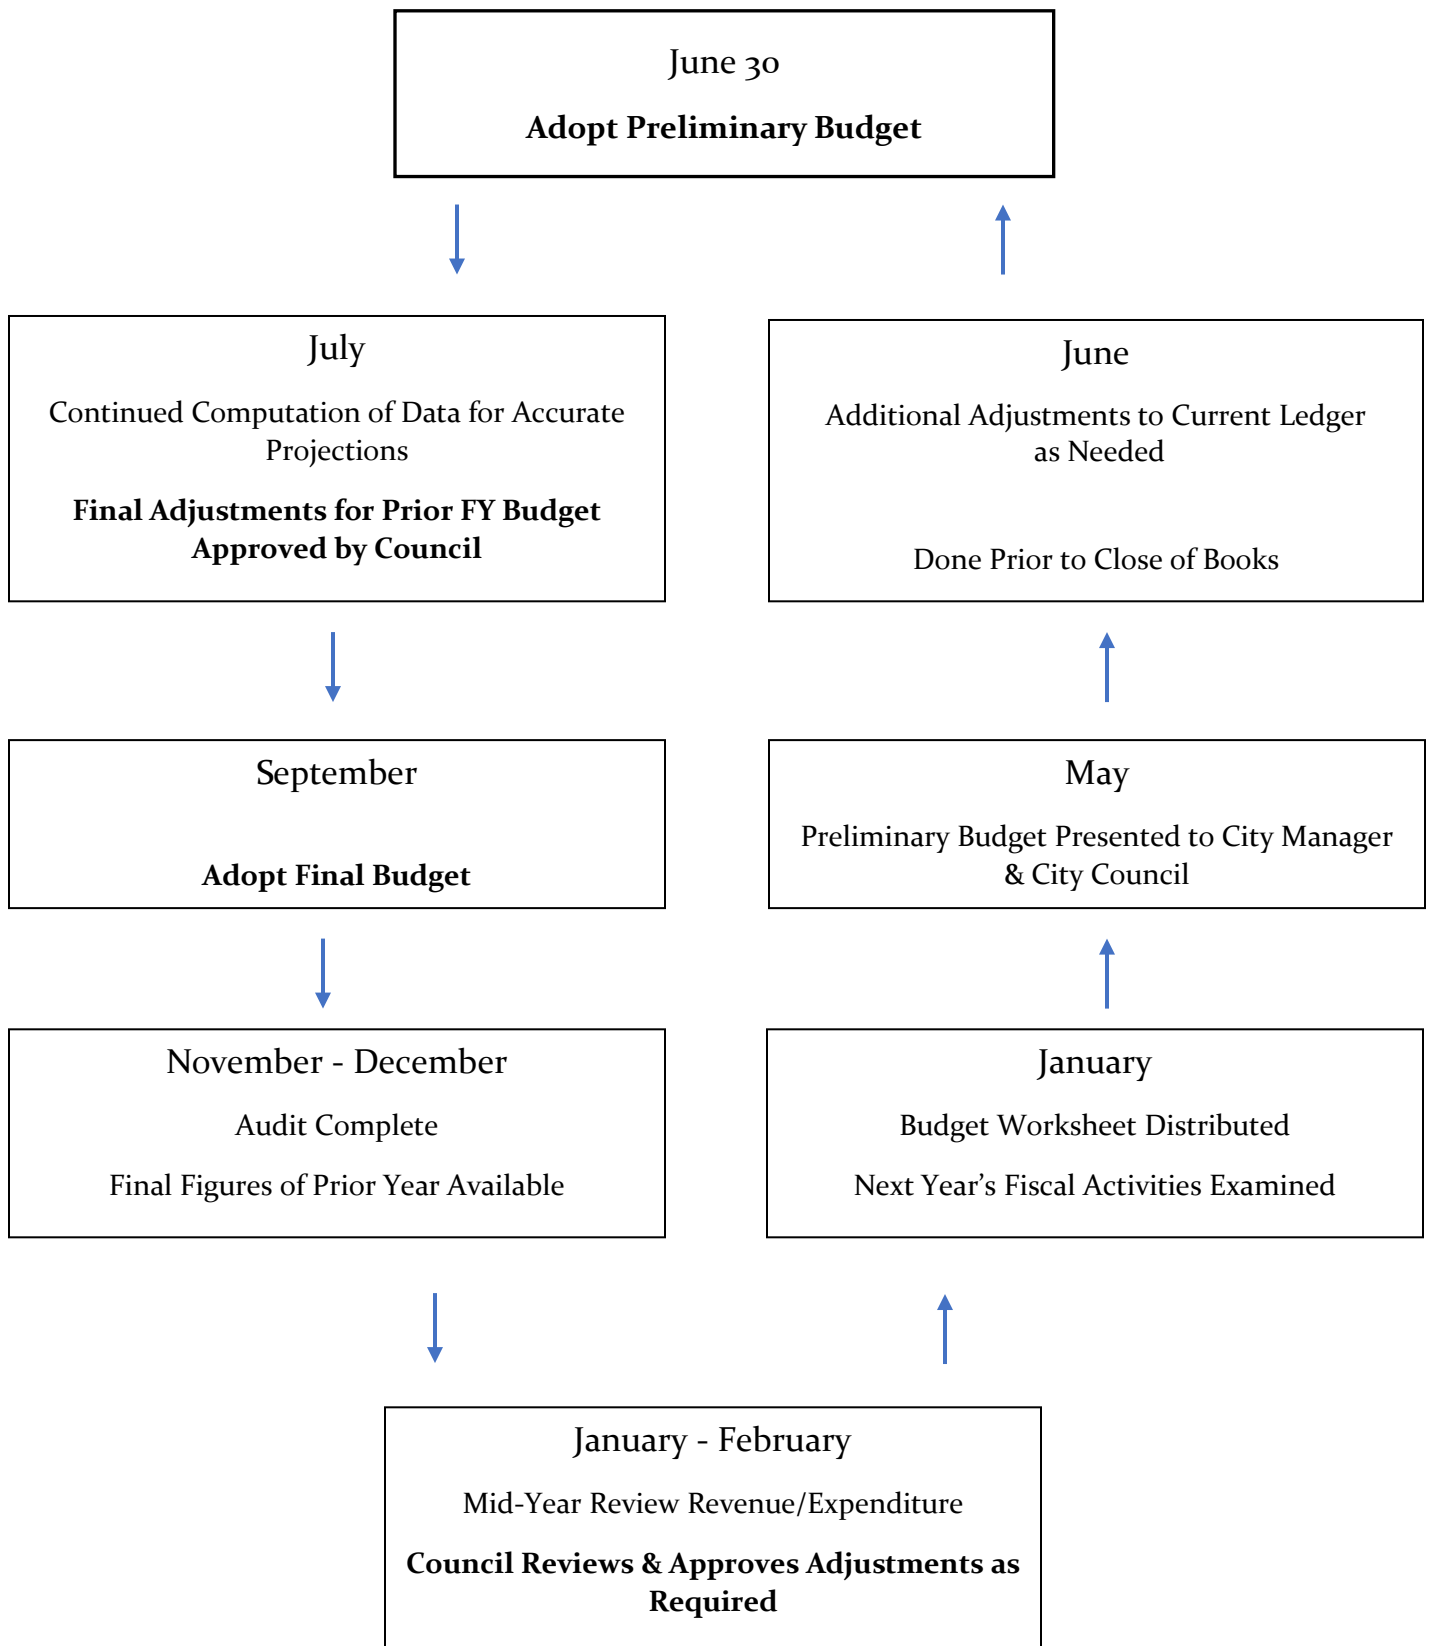 June 30
Adopt Preliminary Budget
July
Continued Computation of Data for Accurate
Projections
Final Adjustments for Prior FY Budget
Approved by Council
June
Additional Adjustments to Current Ledger
as Needed
Done Prior to Close of Books
September
Adopt Final Budget
May
Preliminary Budget Presented to City Manager
& City Council
November - December
Audit Complete
Final Figures of Prior Year Available
January
Budget Worksheet Distributed
Next Year’s Fiscal Activities Examined
January - February
Mid-Year Review Revenue/Expenditure
Council Reviews & Approves Adjustments as
Required